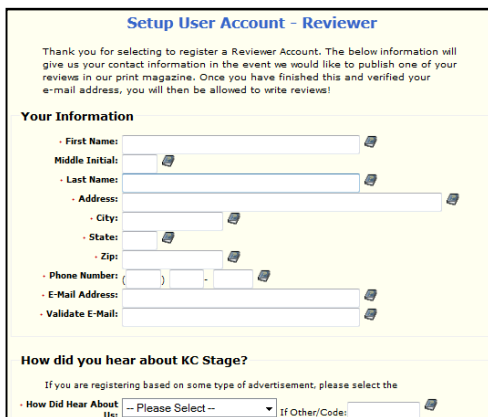 Setup User Account - Reviewer
Thank you for selecting to register a Reviewer Account. The below information will
give us your contact information in the event we would like to publish one of your
reviews in our print magazine. Once you have finished this and verified your
e-mail address, you will then be allowed to write reviews!
Your Information
· First Name:
Middle Initial:
· Last Name:
· Address:
· City:
· State:
· Zip:
· Phone Number: ( ) -
· E-Mail Address:
· Validate E-Mail:
How did you hear about KC Stage?
If you are registering based on some type of advertisement, please select the
· How Did Hear About
Us: -- Please Select -- If Other/Code: